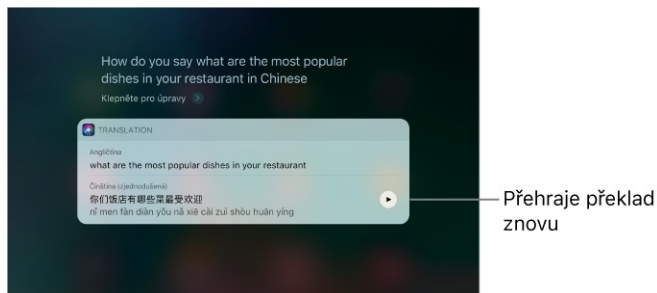 How do you say what are the most popular
dishes in your restaurant in Chinese
Klepněte pro úpravy
TRANSLATION
Angličtina
what are the most popular dishes in your restaurant
Čínština (zjednodušená)
你们饭店有哪些菜最受欢迎
nǐ men fàn diàn yǒu nǎ xiē cài zuì shòu huān yíng
Přehraje překlad
znovu